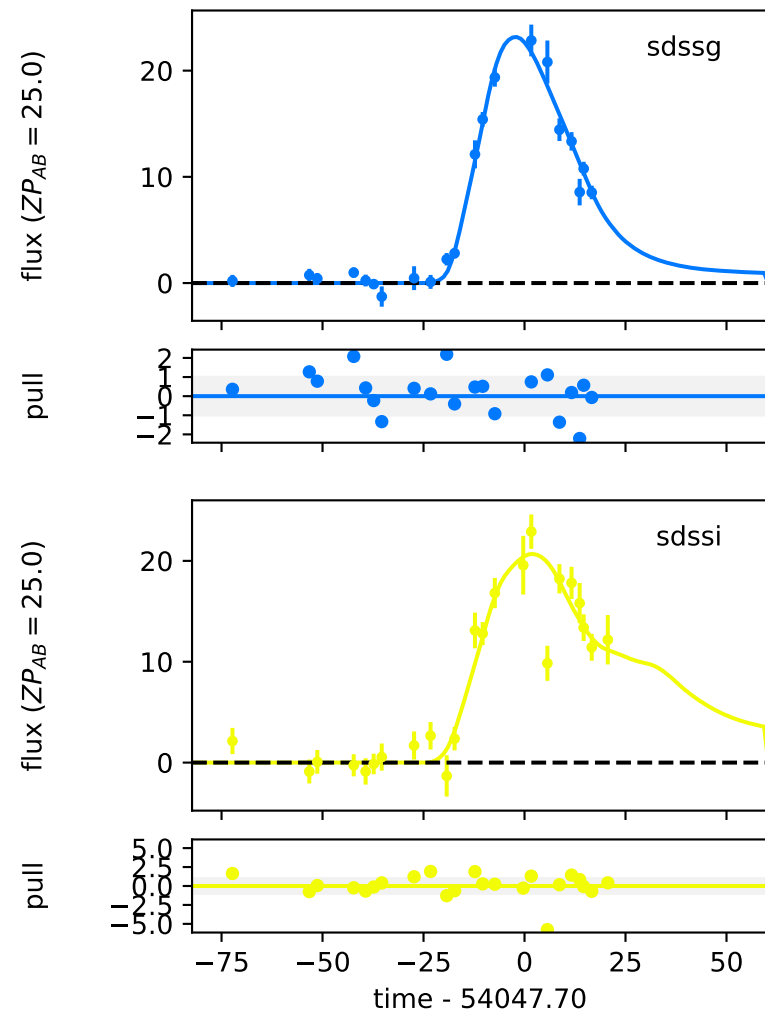 sdssg
flux (ZP_AB = 25.0)
20
10
0
pull
2
1
0
−1
−2
sdssi
flux (ZP_AB = 25.0)
20
10
0
pull
5.0
2.5
0.0
−2.5
−5.0
−75 −50 −25 0 25 50
time - 54047.70